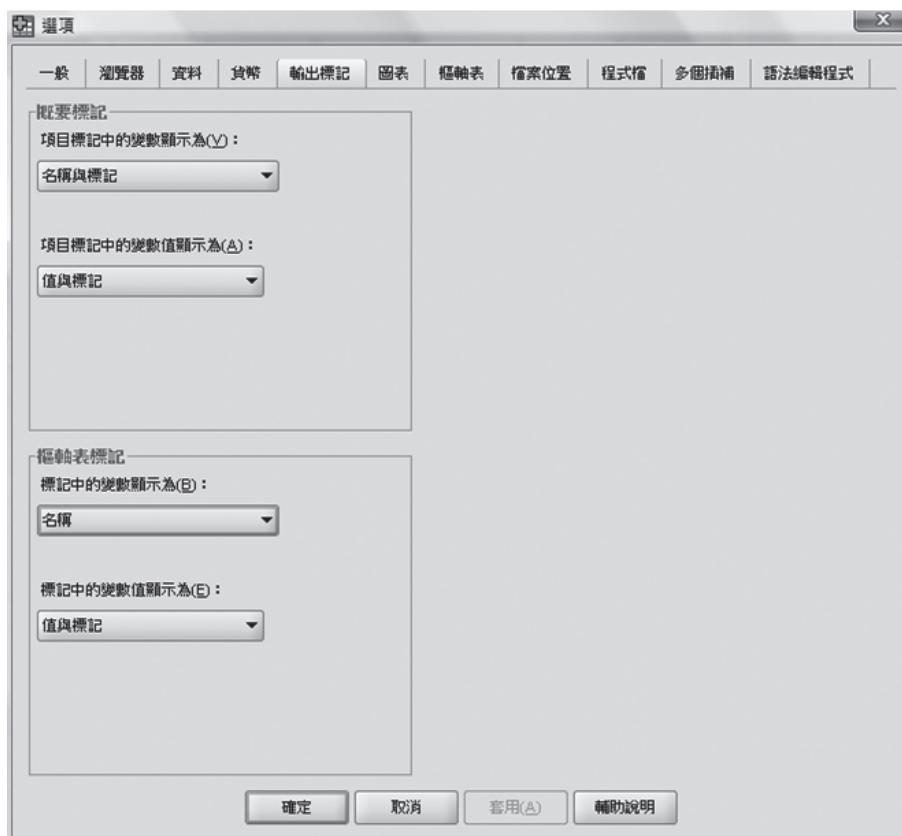 選項
一般 瀏覽器 資料 貨幣 輸出標記 圖表 樞軸表 檔案位置 程式檔 多個插補 語法編輯程式
概要標記
項目標記中的變數顯示為(V)：
名稱與標記
項目標記中的變數值顯示為(A)：
值與標記
樞軸表標記
標記中的變數顯示為(B)：
名稱
標記中的變數值顯示為(E)：
值與標記
確定 取消 套用(A) 輔助說明